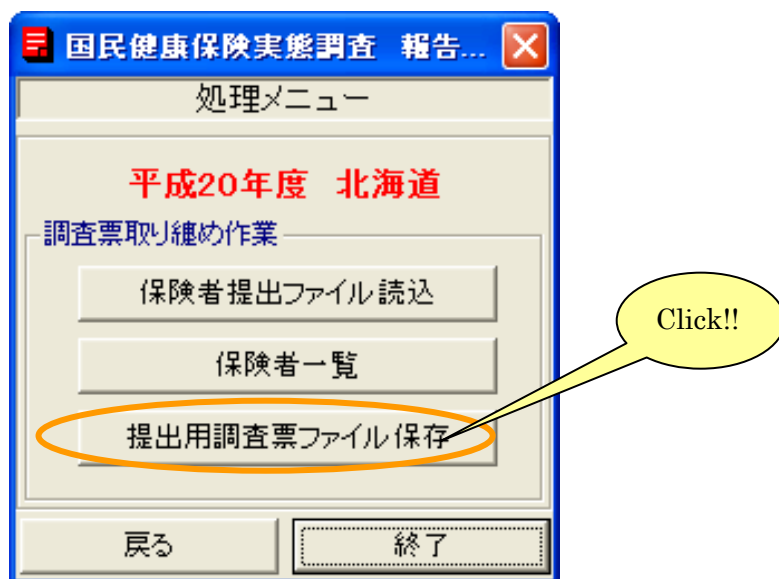 国民健康保険実態調査 報告...
処理メニュー
平成20年度 北海道
調査票取り纏め作業
保険者提出ファイル読込
保険者一覧
提出用調査票ファイル保存
Click!!
戻る
終了